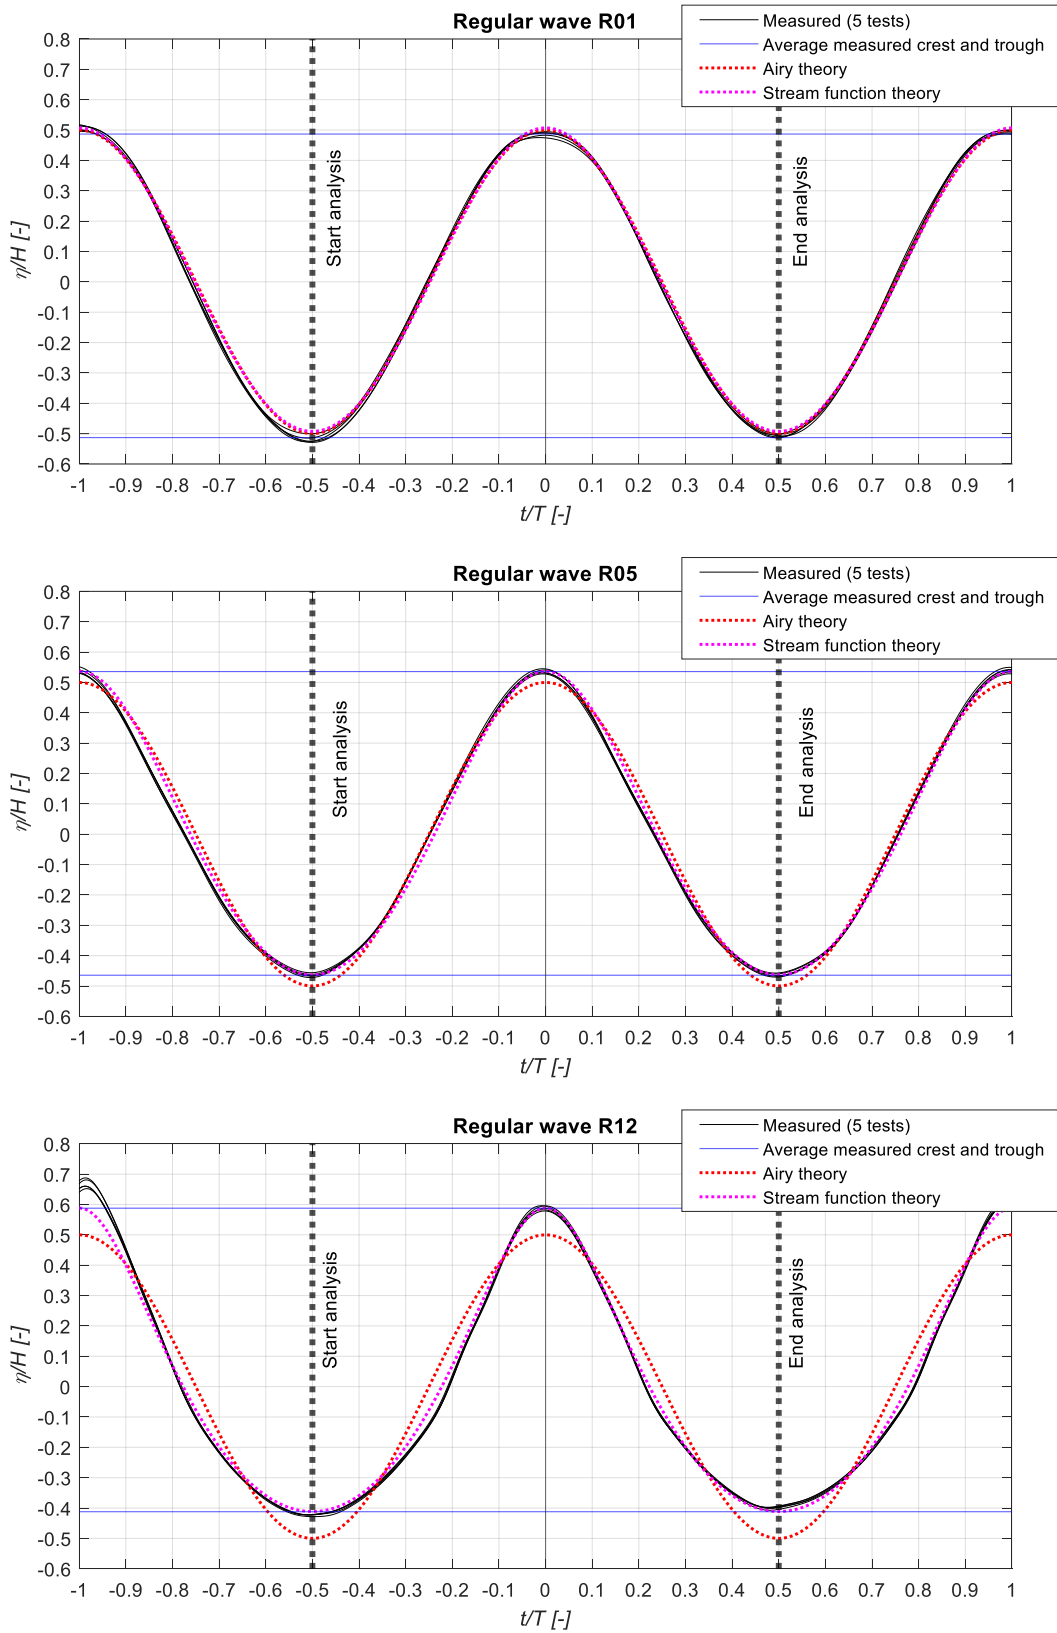 Regular wave R01
Measured (5 tests)
Average measured crest and trough
Airy theory
Stream function theory
0.8
0.7
0.6
0.5
0.4
0.3
0.2
0.1
0
-0.1
-0.2
-0.3
-0.4
-0.5
-0.6
η/H [-]
Start analysis
End analysis
-1 -0.9 -0.8 -0.7 -0.6 -0.5 -0.4 -0.3 -0.2 -0.1 0 0.1 0.2 0.3 0.4 0.5 0.6 0.7 0.8 0.9 1
t/T [-]
Regular wave R05
Measured (5 tests)
Average measured crest and trough
Airy theory
Stream function theory
0.8
0.7
0.6
0.5
0.4
0.3
0.2
0.1
0
-0.1
-0.2
-0.3
-0.4
-0.5
-0.6
η/H [-]
Start analysis
End analysis
-1 -0.9 -0.8 -0.7 -0.6 -0.5 -0.4 -0.3 -0.2 -0.1 0 0.1 0.2 0.3 0.4 0.5 0.6 0.7 0.8 0.9 1
t/T [-]
Regular wave R12
Measured (5 tests)
Average measured crest and trough
Airy theory
Stream function theory
0.8
0.7
0.6
0.5
0.4
0.3
0.2
0.1
0
-0.1
-0.2
-0.3
-0.4
-0.5
-0.6
η/H [-]
Start analysis
End analysis
-1 -0.9 -0.8 -0.7 -0.6 -0.5 -0.4 -0.3 -0.2 -0.1 0 0.1 0.2 0.3 0.4 0.5 0.6 0.7 0.8 0.9 1
t/T [-]